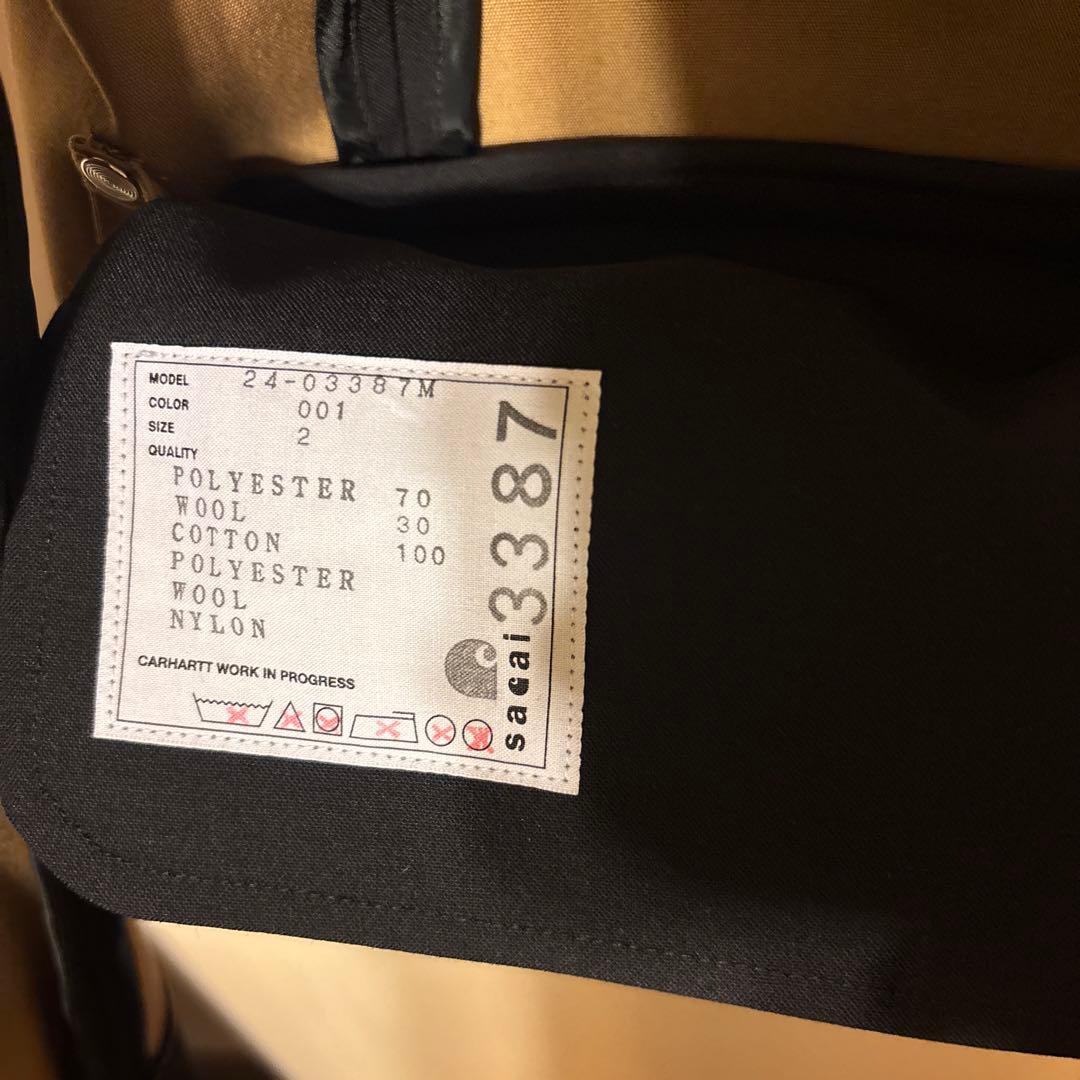 MODEL 24-03387M
COLOR 001
SIZE 2
QUALITY
POLYESTER 70
WOOL 30
COTTON 100
POLYESTER
WOOL
NYLON
CARHARTT WORK IN PROGRESS
sacai 3387